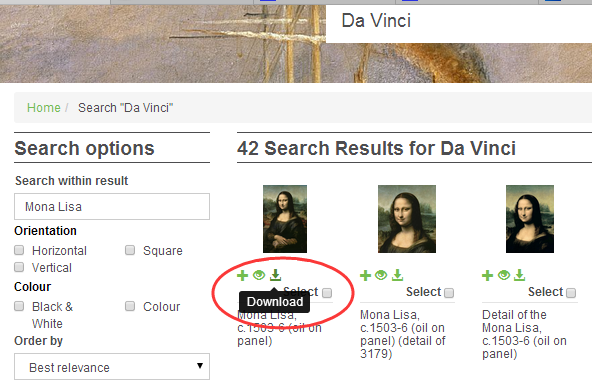 Da Vinci
Home / Search "Da Vinci"
Search options
Search within result
Mona Lisa
Orientation
Horizontal
Square
Vertical
Colour
Black &
White
Colour
Order by
Best relevance
42 Search Results for Da Vinci
Select
Download
Mona Lisa,
c.1503-6 (oil on
panel)
Select
Mona Lisa,
c.1503-6 (oil on
panel) (detail of
3179)
Select
Detail of the
Mona Lisa,
c.1503-6 (oil on
panel)